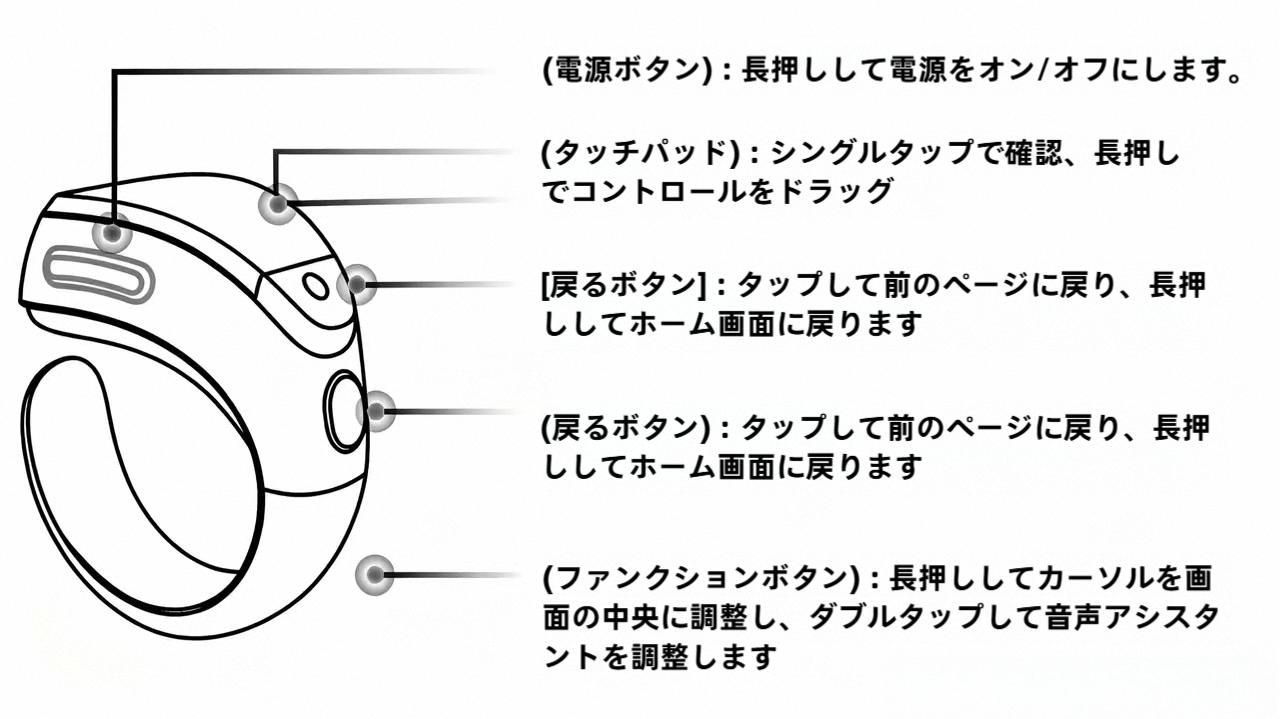 (電源ボタン) : 長押しして電源をオン/オフにします。
(タッチパッド) : シングルタップで確認、長押し
でコントロールをドラッグ
[戻るボタン] : タップして前のページに戻り、長押
ししてホーム画面に戻ります
(戻るボタン) : タップして前のページに戻り、長押
ししてホーム画面に戻ります
(ファンクションボタン) : 長押ししてカーソルを画
面の中央に調整し、ダブルタップして音声アシスタ
ントを調整します